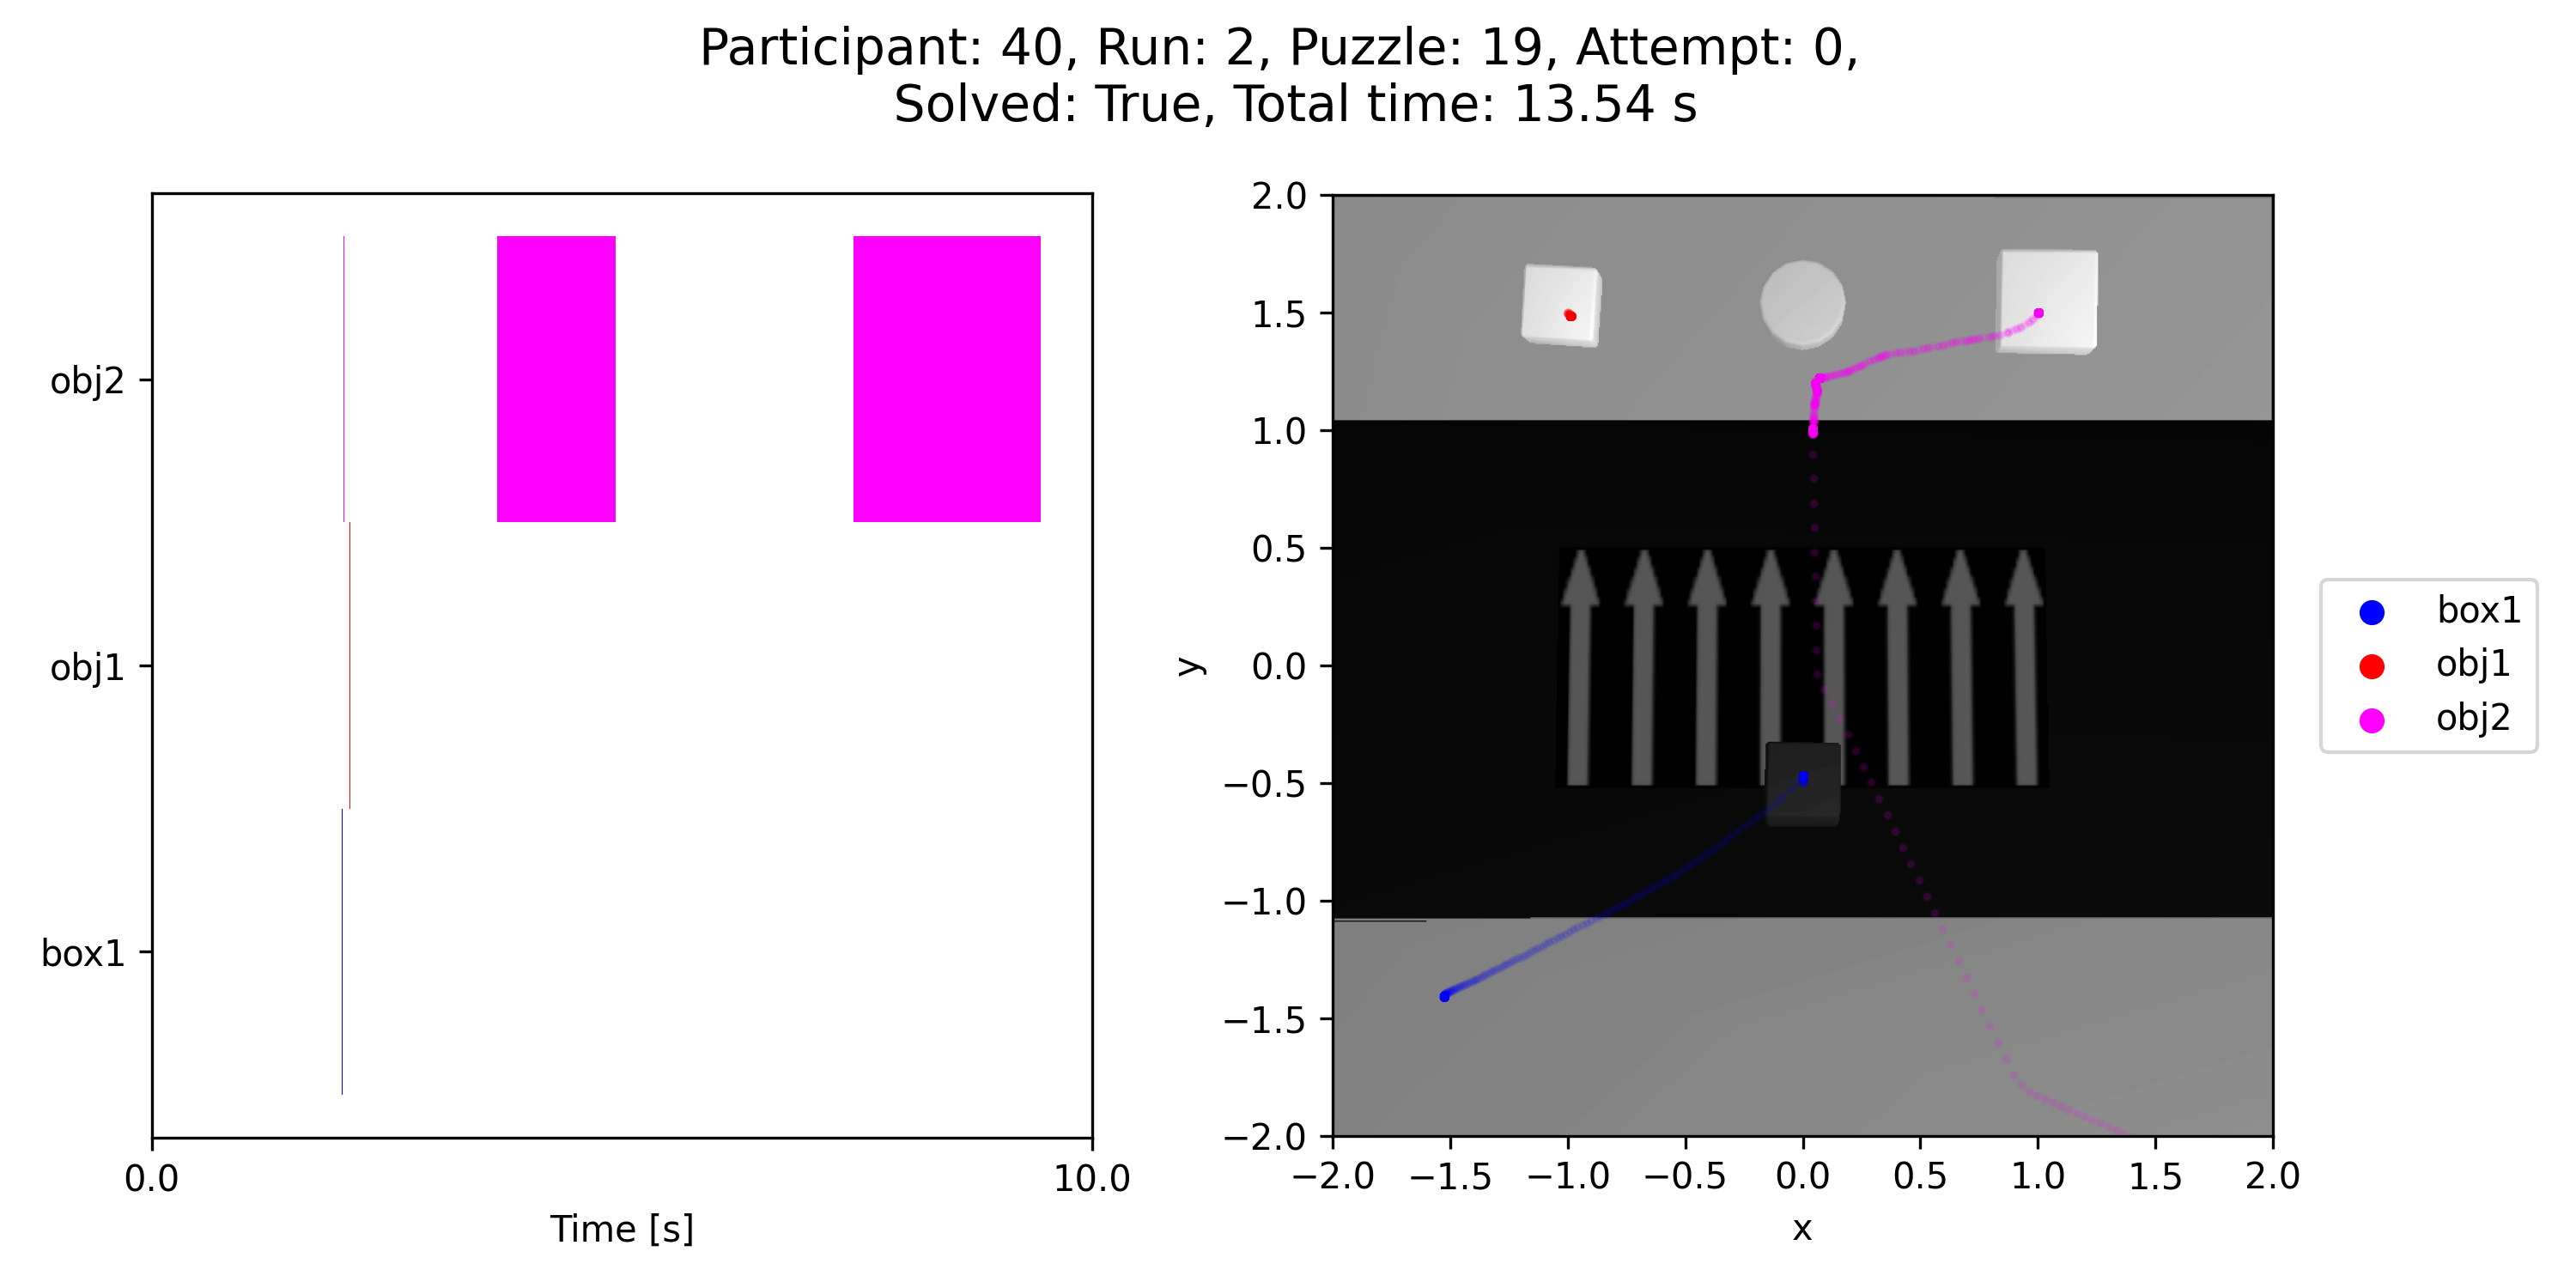 Participant: 40, Run: 2, Puzzle: 19, Attempt: 0,
Solved: True, Total time: 13.54 s
obj2
obj1
box1
0.0
10.0
Time [s]
2.0
1.5
1.0
0.5
0.0
−0.5
−1.0
−1.5
−2.0
y
−2.0
−1.5
−1.0
−0.5
0.0
0.5
1.0
1.5
2.0
x
box1
obj1
obj2